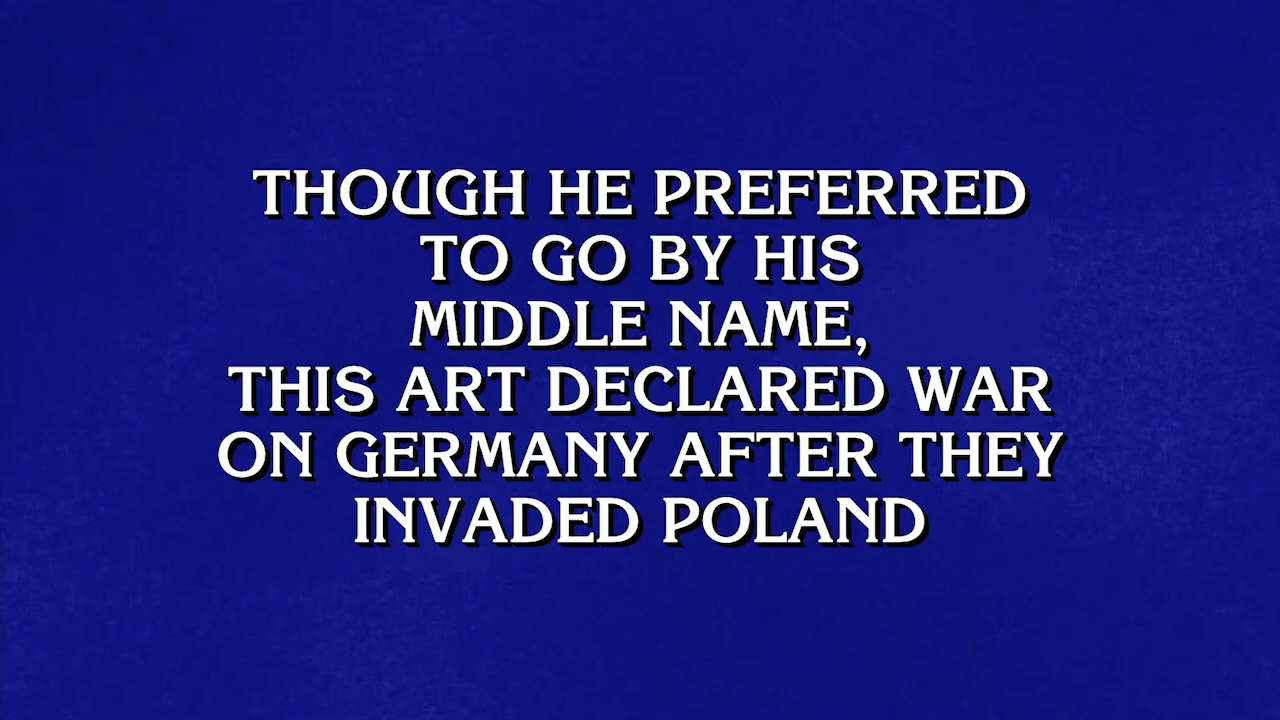 THOUGH HE PREFERRED
TO GO BY HIS
MIDDLE NAME,
THIS ART DECLARED WAR
ON GERMANY AFTER THEY
INVADED POLAND